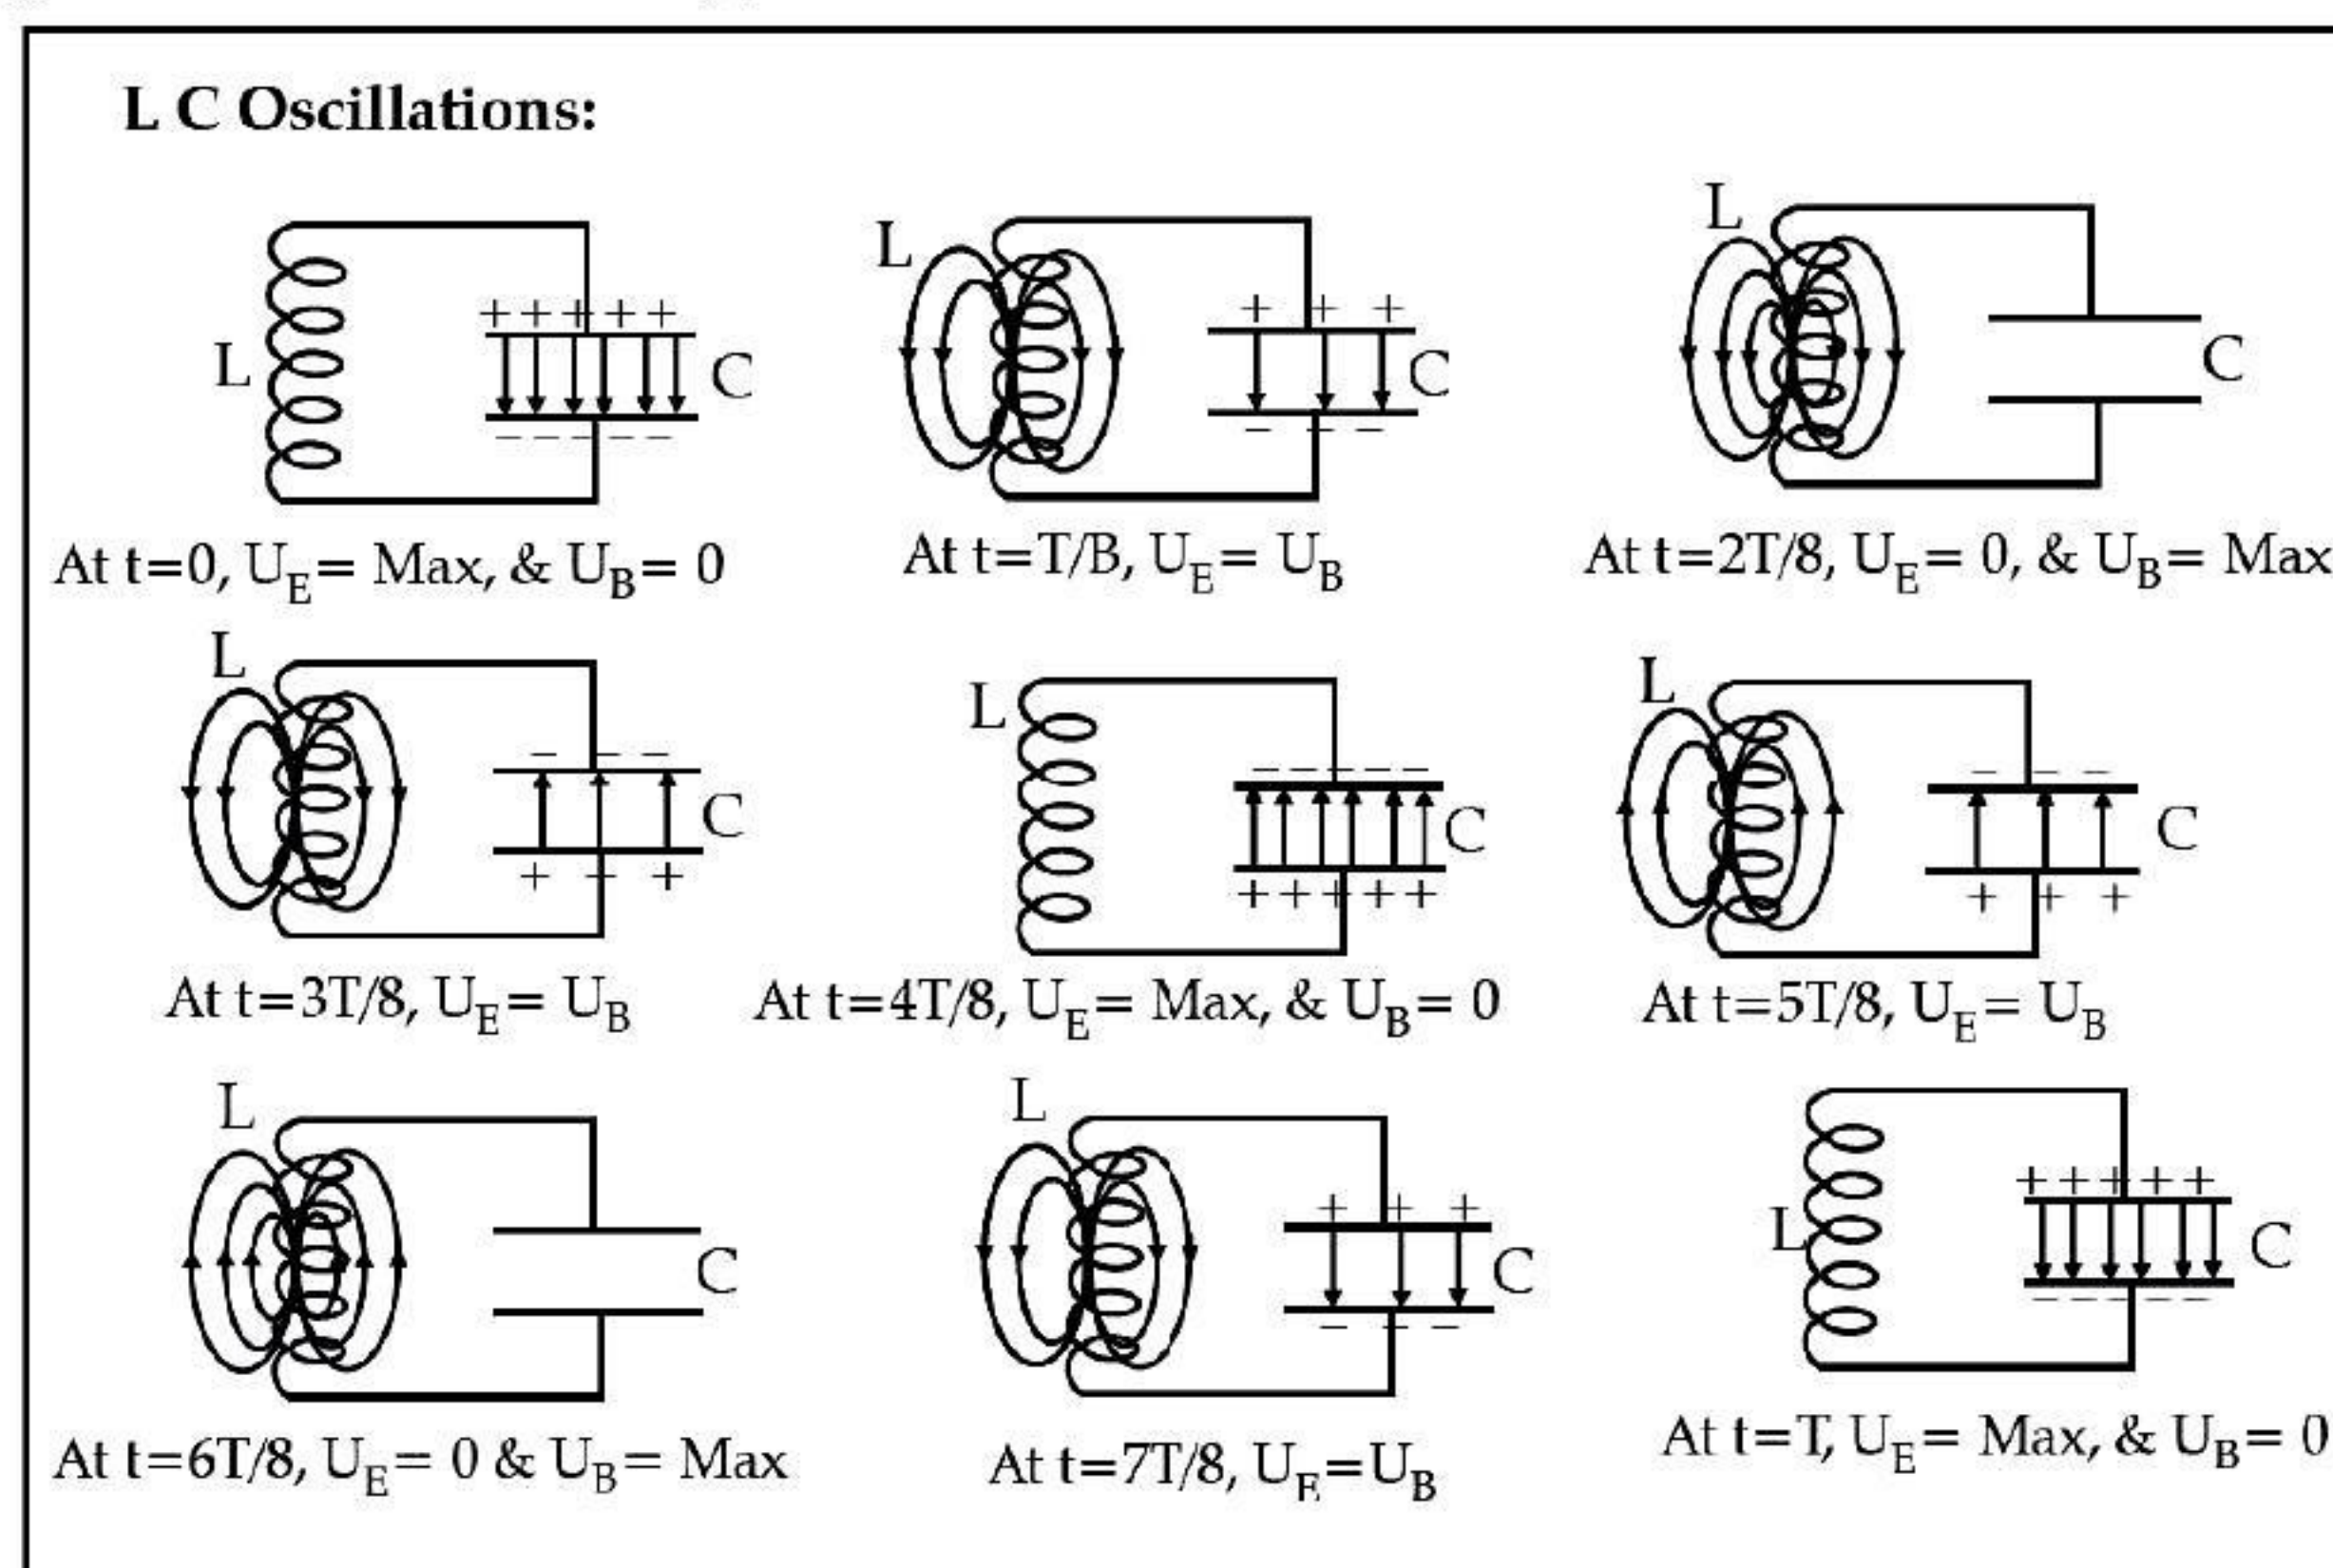 L C Oscillations:
L
+ + + + +
C
– – – – –
At t=0, U_E= Max, & U_B= 0
L
+ + +
C
– – –
At t=T/B, U_E= U_B
L
C
At t=2T/8, U_E= 0, & U_B= Max
L
– – –
C
+ + +
At t=3T/8, U_E= U_B
L
– – – – –
C
+ + + + +
At t=4T/8, U_E= Max, & U_B= 0
L
– – –
C
+ + +
At t=5T/8, U_E= U_B
L
C
At t=6T/8, U_E= 0 & U_B= Max
L
+ + +
C
– – –
At t=7T/8, U_E=U_B
L
+ + + + +
C
– – – – –
At t=T, U_E= Max, & U_B= 0